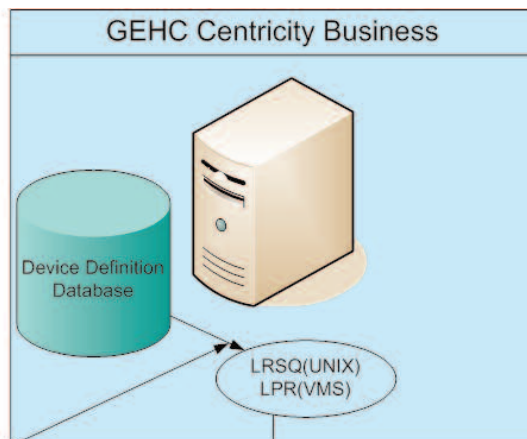 GEHC Centricity Business
Device Definition
Database
LRSQ(UNIX)
LPR(VMS)